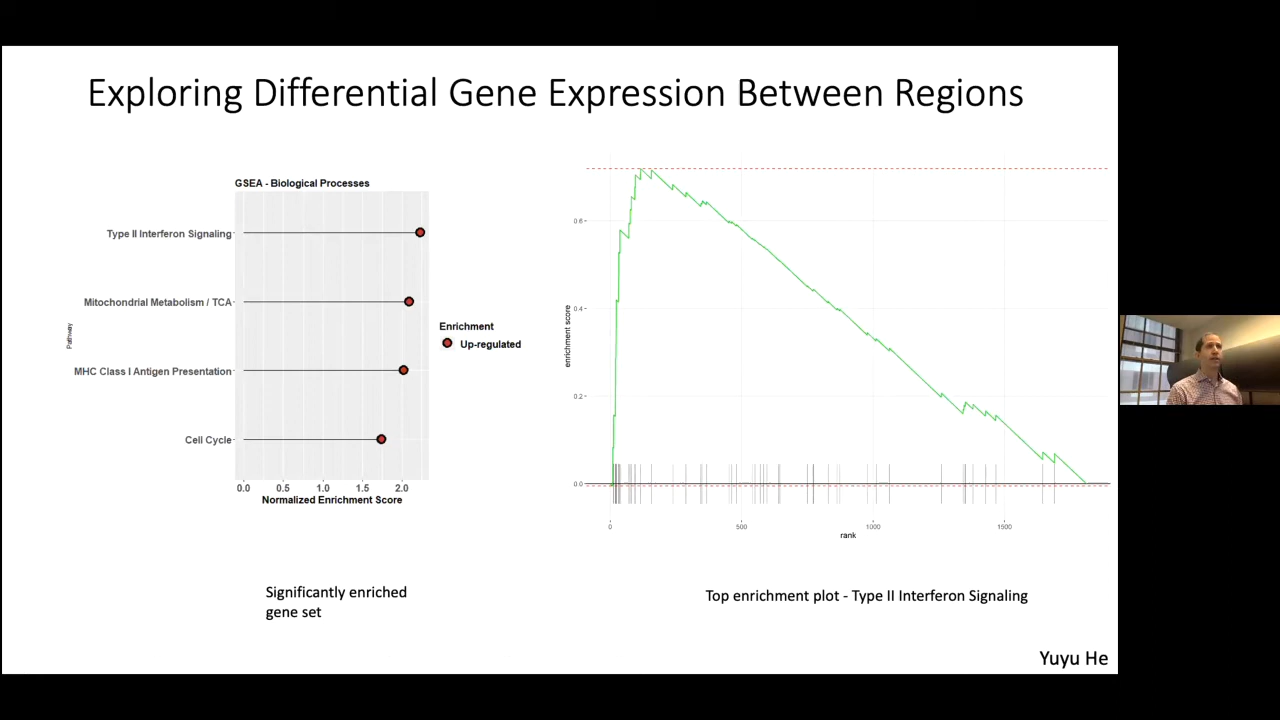 Exploring Differential Gene Expression Between Regions
GSEA - Biological Processes
Type II Interferon Signaling
Mitochondrial Metabolism / TCA
MHC Class I Antigen Presentation
Cell Cycle
Pathway
0.0 0.5 1.0 1.5 2.0
Normalized Enrichment Score
Enrichment
Up-regulated
enrichment score
0.6
0.4
0.2
0.0
0 500 1000 1500
rank
Significantly enriched
gene set
Top enrichment plot - Type II Interferon Signaling
Yuyu He